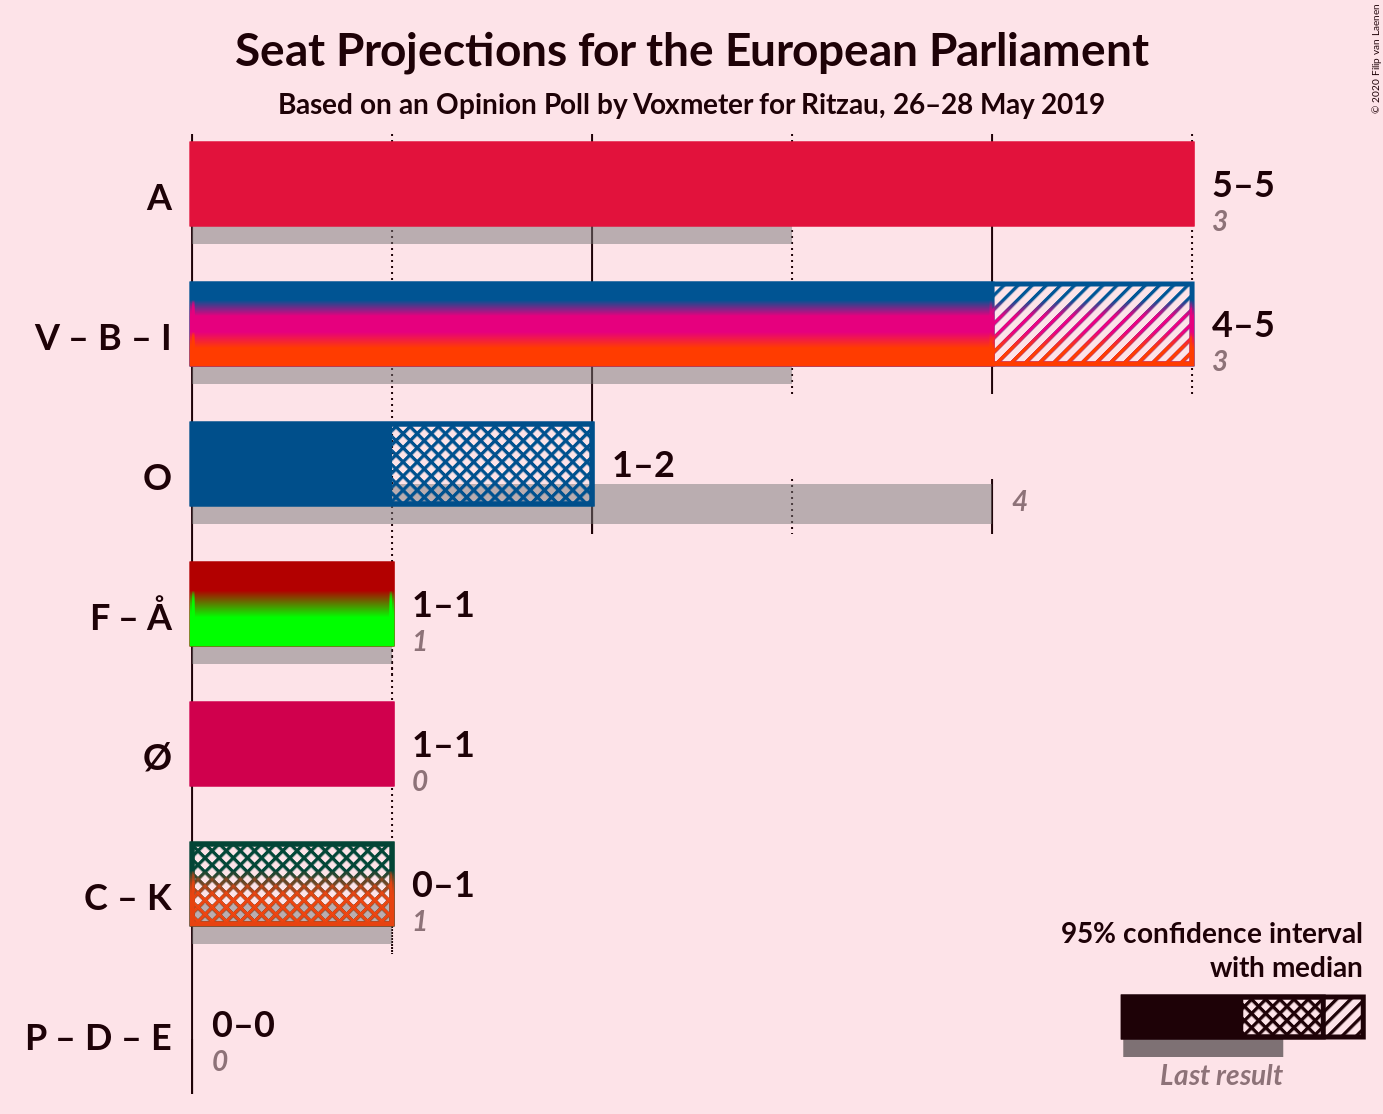 Seat Projections for the European Parliament
Based on an Opinion Poll by Voxmeter for Ritzau, 26–28 May 2019
© 2020 Filip van Laenen
A
5–5
3
V – B – I
4–5
3
O
1–2
4
F – Å
1–1
1
Ø
1–1
0
C – K
0–1
1
P – D – E
0–0
0
95% confidence interval
with median
Last result